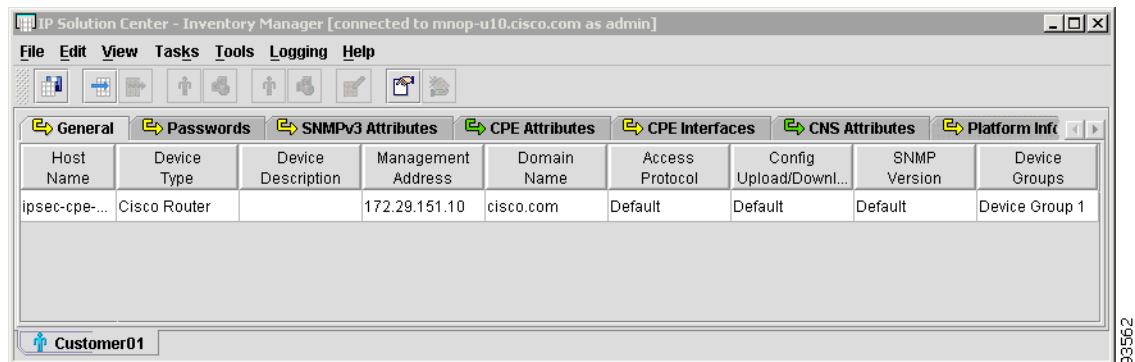 IP Solution Center - Inventory Manager [connected to mnop-u10.cisco.com as admin]
File Edit View Tasks Tools Logging Help
General Passwords SNMPv3 Attributes CPE Attributes CPE Interfaces CNS Attributes Platform Info
Host Name Device Type Device Description Management Address Domain Name Access Protocol Config Upload/Downl... SNMP Version Device Groups
ipsec-cpe-... Cisco Router 172.29.151.10 cisco.com Default Default Default Device Group 1
Customer01
93562